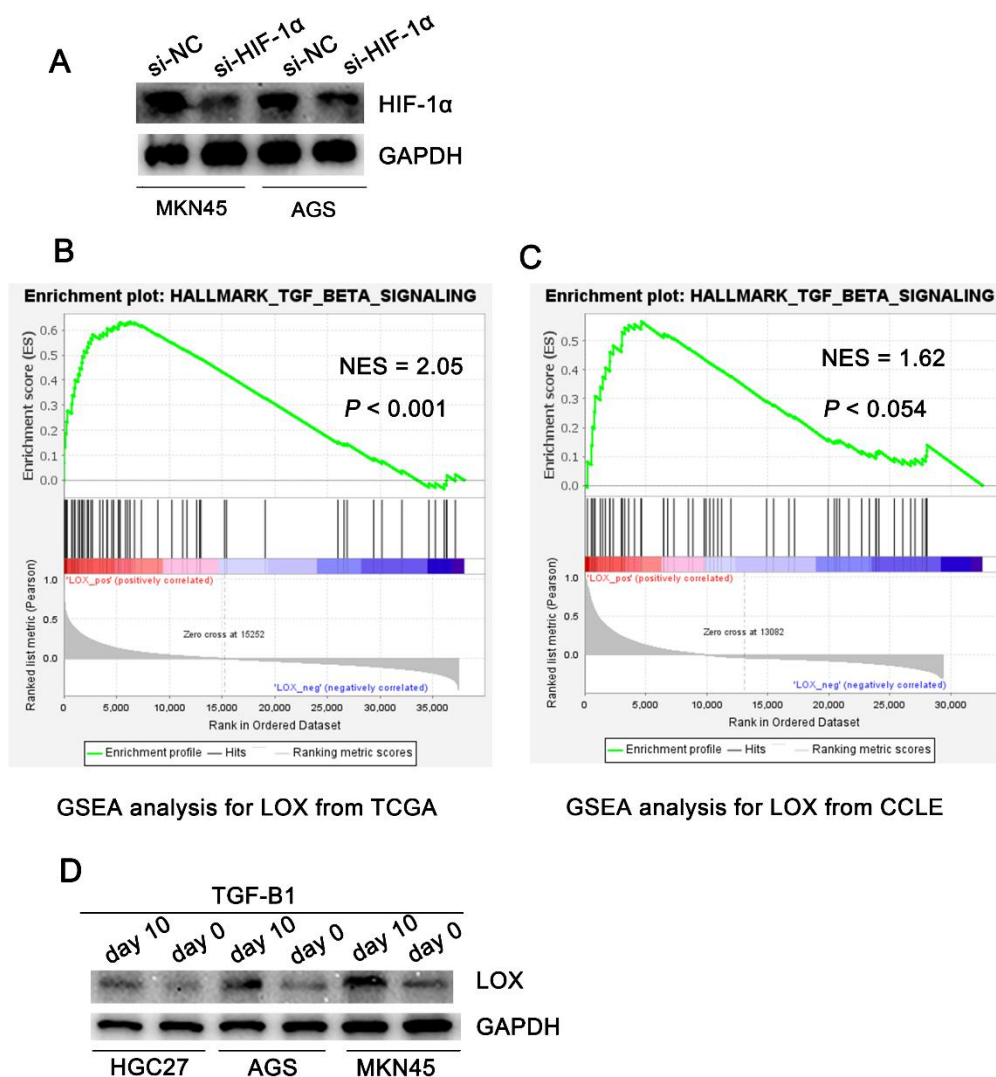 A
si-NC si-HIF-1α si-NC si-HIF-1α
HIF-1α
GAPDH
MKN45 AGS
B
Enrichment plot: HALLMARK_TGF_BETA_SIGNALING
Enrichment score (ES)
0.6
0.5
0.4
0.3
0.2
0.1
0.0
NES = 2.05
P < 0.001
'LOX_pos' (positively correlated)
Ranked list metric (Pearson)
1.0
0.5
0.0
Zero cross at 15252
'LOX_neg' (negatively correlated)
0 5,000 10,000 15,000 20,000 25,000 30,000 35,000
Rank in Ordered Dataset
Enrichment profile Hits Ranking metric scores
GSEA analysis for LOX from TCGA
C
Enrichment plot: HALLMARK_TGF_BETA_SIGNALING
Enrichment score (ES)
0.5
0.4
0.3
0.2
0.1
0.0
NES = 1.62
P < 0.054
'LOX_pos' (positively correlated)
Ranked list metric (Pearson)
1.0
0.5
0.0
Zero cross at 13082
'LOX_neg' (negatively correlated)
0 5,000 10,000 15,000 20,000 25,000 30,000
Rank in Ordered Dataset
Enrichment profile Hits Ranking metric scores
GSEA analysis for LOX from CCLE
D
TGF-B1
day 10 day 0 day 10 day 0 day 10 day 0
LOX
GAPDH
HGC27 AGS MKN45